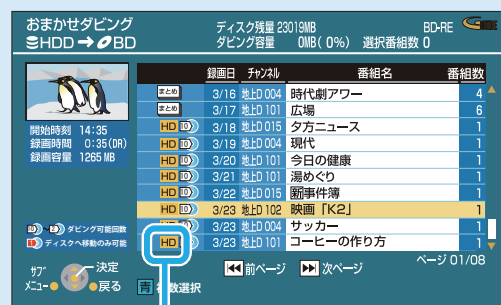 おまかせダビング
HDD → BD
ディスク残量 23019MB
ダビング容量 0MB( 0%) 選択番組数 0
BD-RE
録画日 チャンネル 番組名 番組数
まとめ 3/16 地上D 004 時代劇アワー 4
まとめ 3/17 地上D 101 広場 6
HD 10 3/18 地上D 015 夕方ニュース 1
HD 10 3/19 地上D 004 現代 1
HD 10 3/20 地上D 101 今日の健康 1
HD 10 3/21 地上D 101 湯めぐり 1
HD 10 3/22 地上D 015 新事件簿 1
HD 10 3/23 地上D 102 映画「K2」 1
3/23 地上D 004 サッカー 1
HD 3/23 地上D 101 コーヒーの作り方 1
開始時刻 14:35
録画時間 0:35(DR)
録画容量 1265MB
ダビング可能回数
ディスクへ移動のみ可能
サブメニュー
決定
戻る
前ページ 次ページ
ページ 01/08
青 数選択